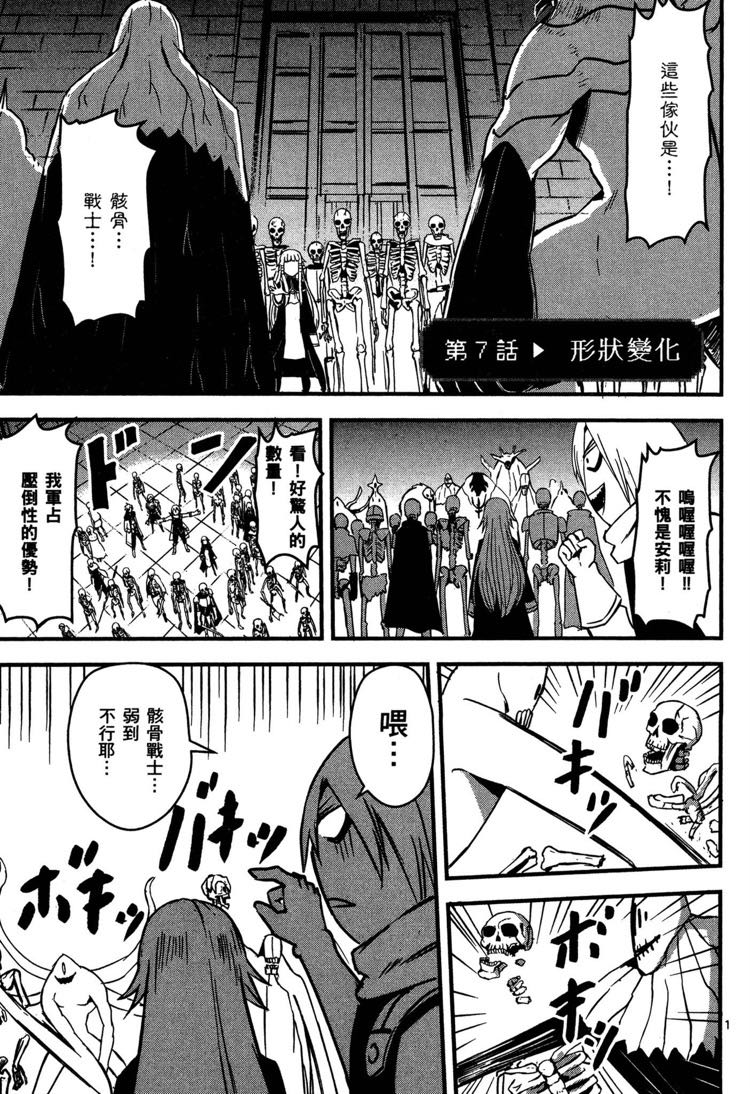 這些傢伙是…！
骸骨…
戰士…！
第7話▶形狀變化
嗚喔喔喔喔!!
不愧是安莉！
看！好驚人的
數量！
我軍占
壓倒性的優勢！
ドン
バキッ
ボキッ
喂…
骸骨戰士…
弱到
不行耶…
バキッ
ボキッ
1